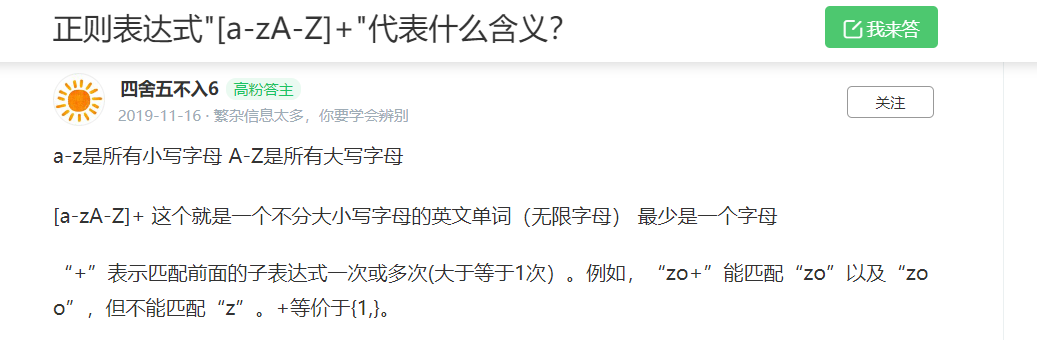 正则表达式"[a-zA-Z]+"代表什么含义？
我来答
四舍五不入6 高粉答主
2019-11-16 · 繁杂信息太多，你要学会辨别
关注
a-z是所有小写字母 A-Z是所有大写字母
[a-zA-Z]+ 这个就是一个不分大小写字母的英文单词（无限字母） 最少是一个字母
“+”表示匹配前面的子表达式一次或多次(大于等于1次）。例如，“zo+”能匹配“zo”以及“zo
o”，但不能匹配“z”。+等价于{1,}。